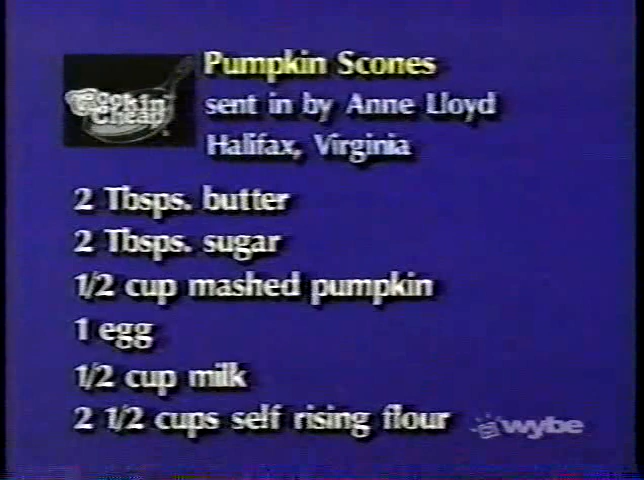 Pumpkin Scones
Cookin' Cheap
sent in by Anne Lloyd
Halifax, Virginia
2 Tbsps. butter
2 Tbsps. sugar
1/2 cup mashed pumpkin
1 egg
1/2 cup milk
2 1/2 cups self rising flour
wybe